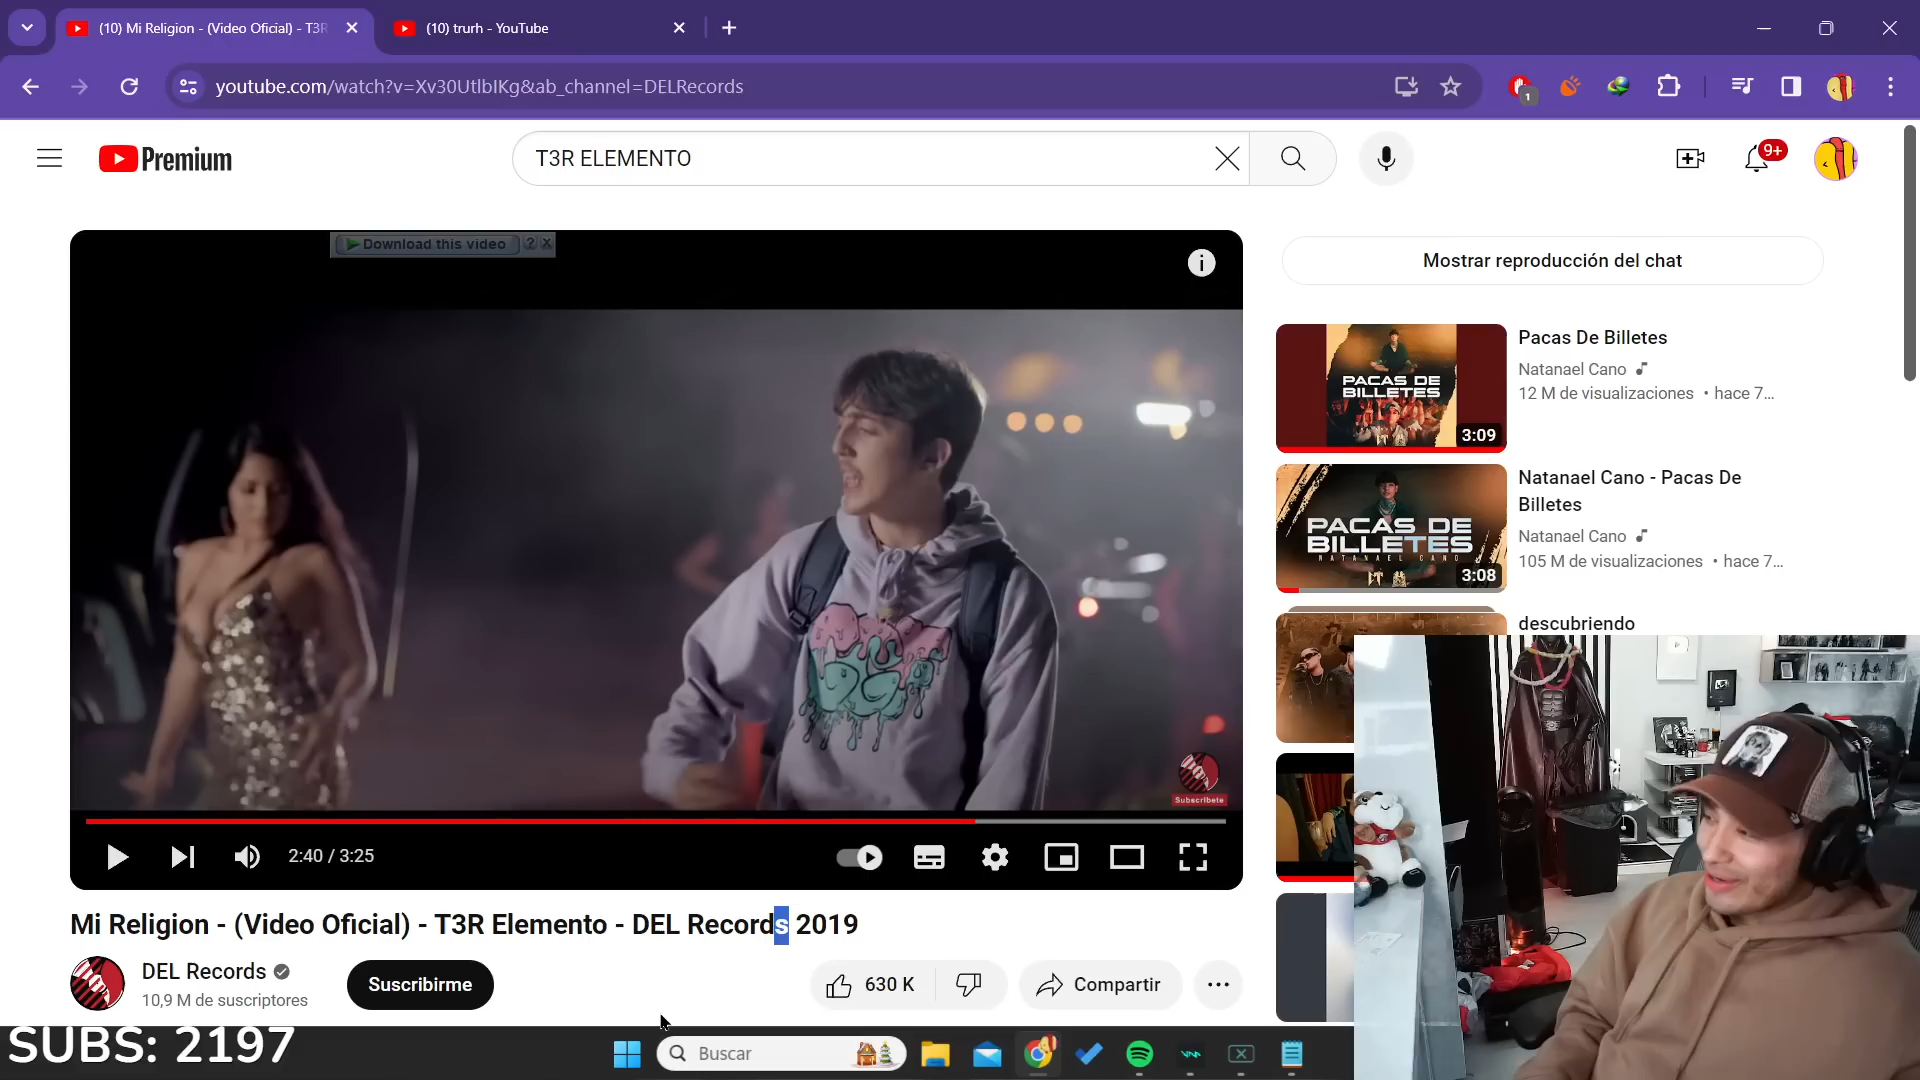 (10) Mi Religion - (Video Oficial) - T3R
(10) trurh - YouTube
youtube.com/watch?v=Xv30UtlbIKg&ab_channel=DELRecords
1
Premium
T3R ELEMENTO
9+
Download this video
?
Mostrar reproducción del chat
Pacas De Billetes
Natanael Cano
12 M de visualizaciones • hace 7...
PACAS DE
BILLETES
3:09
Natanael Cano - Pacas De
Billetes
Natanael Cano
105 M de visualizaciones • hace 7...
PACAS DE
BILLETES
NATANAEL CANO
3:08
descubriendo
Subscribete
2:40 / 3:25
Mi Religion - (Video Oficial) - T3R Elemento - DEL Records 2019
DEL Records
10,9 M de suscriptores
Suscribirme
630 K
Compartir
SUBS: 2197
Buscar